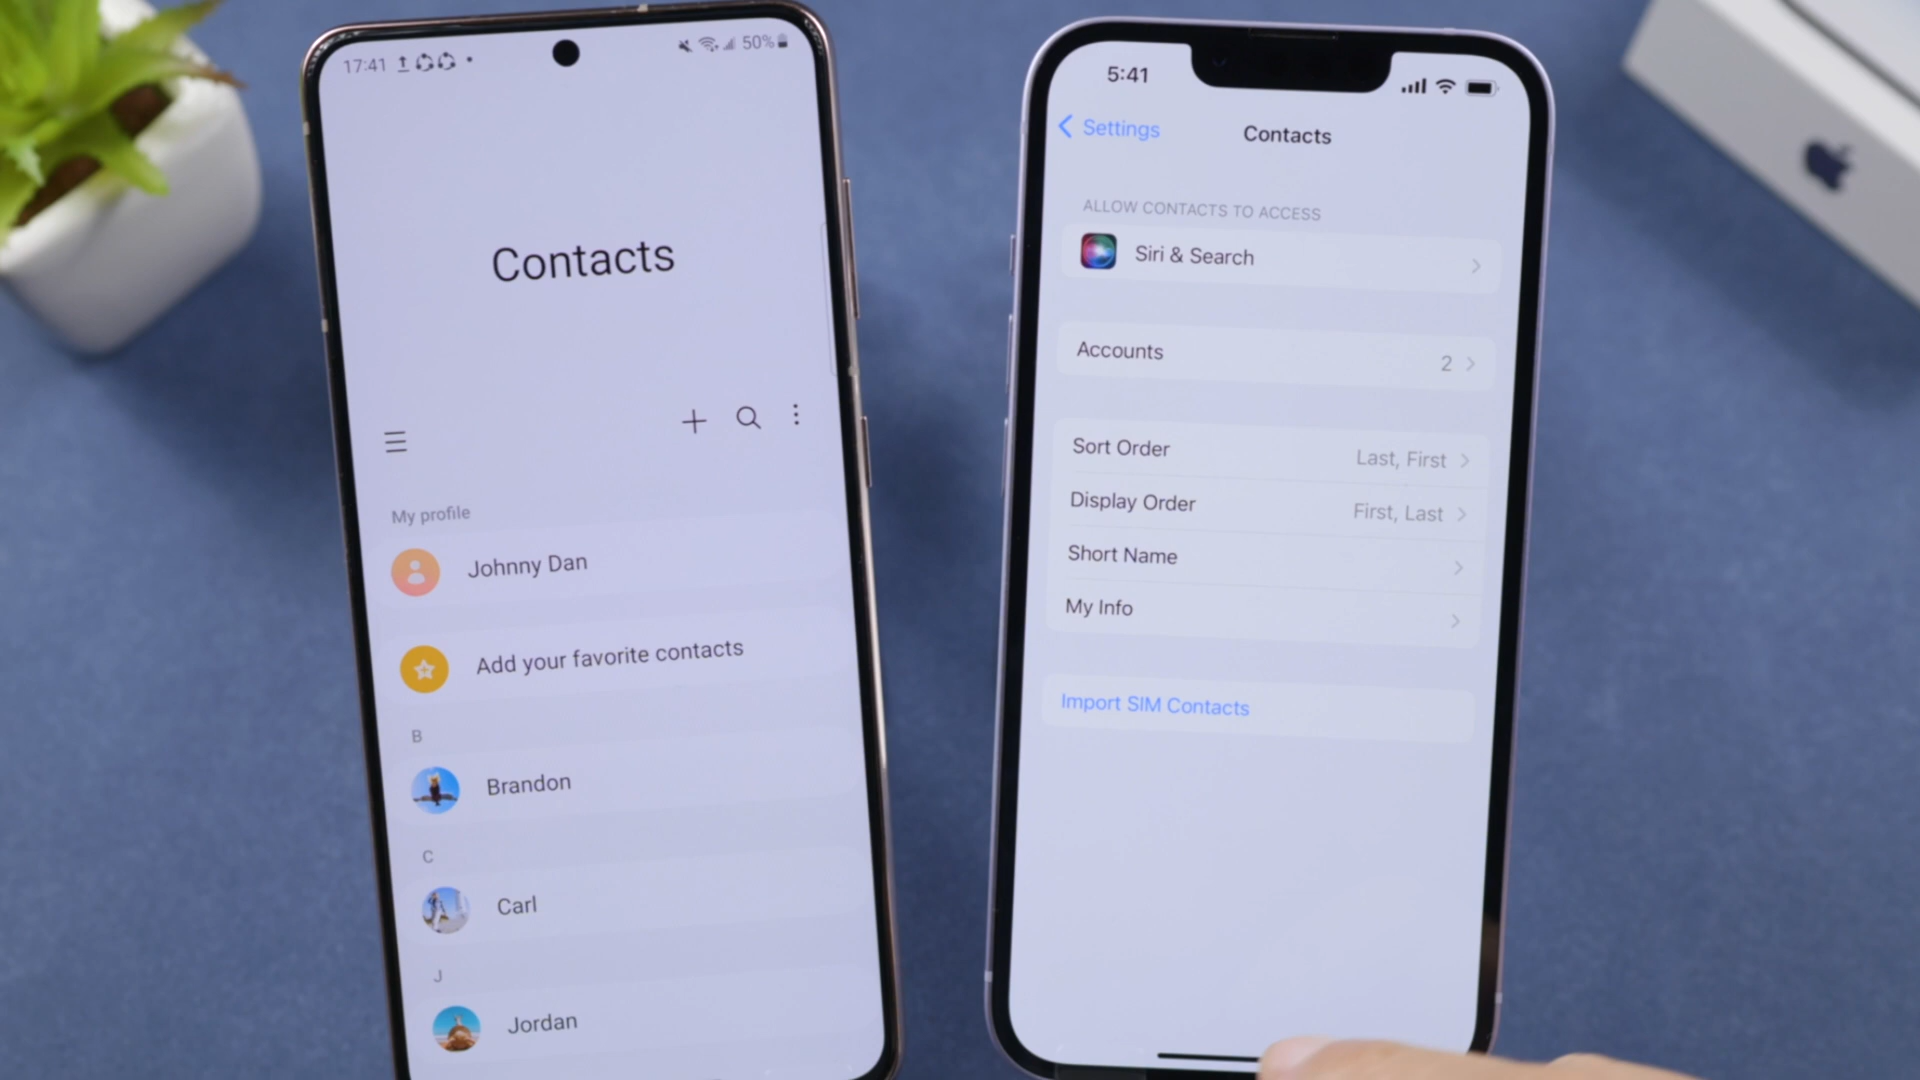 17:41
50%
Contacts
My profile
Johnny Dan
Add your favorite contacts
B
Brandon
C
Carl
J
Jordan
5:41
Settings
Contacts
ALLOW CONTACTS TO ACCESS
Siri & Search
Accounts 2
Sort Order Last, First
Display Order First, Last
Short Name
My Info
Import SIM Contacts